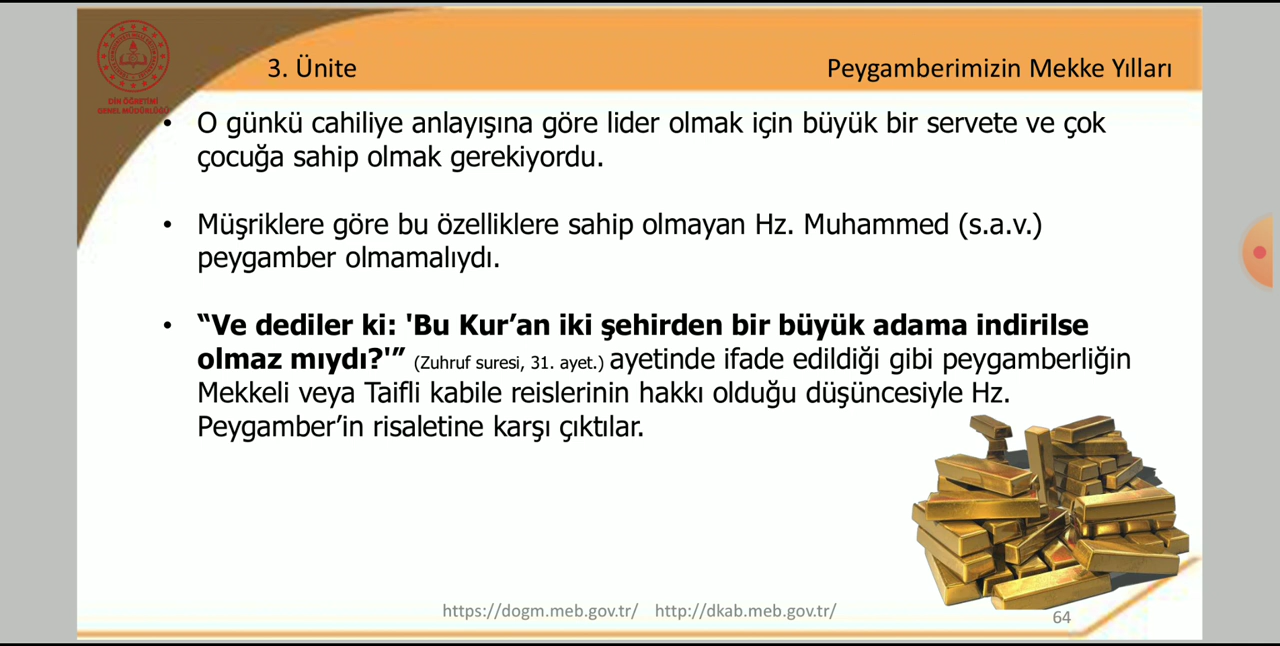 DİN ÖĞRETİMİ
GENEL MÜDÜRLÜĞÜ
3. Ünite
Peygamberimizin Mekke Yılları
• O günkü cahiliye anlayışına göre lider olmak için büyük bir servete ve çok
çocuğa sahip olmak gerekiyordu.
• Müşriklere göre bu özelliklere sahip olmayan Hz. Muhammed (s.a.v.)
peygamber olmamalıydı.
• “Ve dediler ki: 'Bu Kur’an iki şehirden bir büyük adama indirilse
olmaz mıydı?'” (Zuhruf suresi, 31. ayet.) ayetinde ifade edildiği gibi peygamberliğin
Mekkeli veya Taifli kabile reislerinin hakkı olduğu düşüncesiyle Hz.
Peygamber’in risaletine karşı çıktılar.
https://dogm.meb.gov.tr/ http://dkab.meb.gov.tr/
64